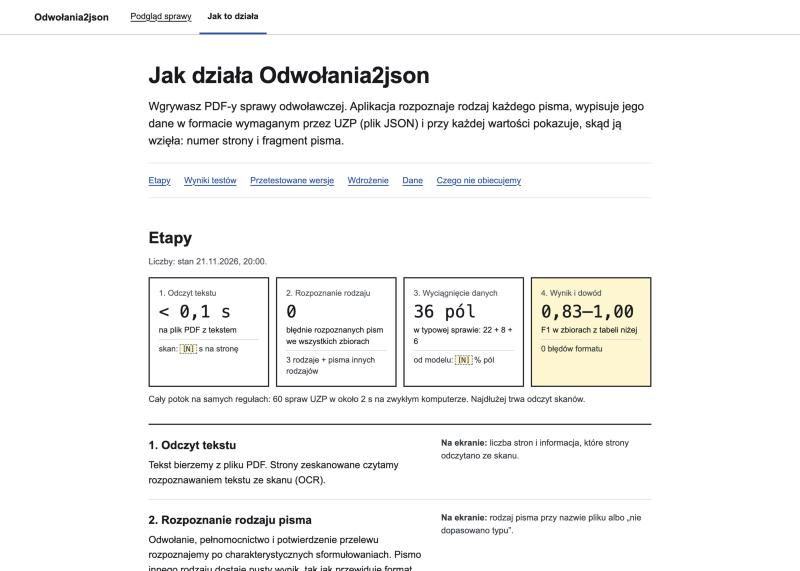 Odwołania2json Podgląd sprawy Jak to działa
Jak działa Odwołania2json
Wgrywasz PDF-y sprawy odwoławczej. Aplikacja rozpoznaje rodzaj każdego pisma, wypisuje jego
dane w formacie wymaganym przez UZP (plik JSON) i przy każdej wartości pokazuje, skąd ją
wzięła: numer strony i fragment pisma.
Etapy Wyniki testów Przetestowane wersje Wdrożenie Dane Czego nie obiecujemy
Etapy
Liczby: stan 21.11.2026, 20:00.
1. Odczyt tekstu
< 0,1 s
na plik PDF z tekstem
skan: [N] s na stronę
2. Rozpoznanie rodzaju
0
błędnie rozpoznanych pism
we wszystkich zbiorach
3 rodzaje + pisma innych
rodzajów
3. Wyciągnięcie danych
36 pól
w typowej sprawie: 22 + 8 +
6
od modelu: [N] % pól
4. Wynik i dowód
0,83–1,00
F1 w zbiorach z tabeli niżej
0 błędów formatu
Cały potok na samych regułach: 60 spraw UZP w około 2 s na zwykłym komputerze. Najdłużej trwa odczyt skanów.
1. Odczyt tekstu
Tekst bierzemy z pliku PDF. Strony zeskanowane czytamy
rozpoznawaniem tekstu ze skanu (OCR).
Na ekranie: liczba stron i informacja, które strony
odczytano ze skanu.
2. Rozpoznanie rodzaju pisma
Odwołanie, pełnomocnictwo i potwierdzenie przelewu
rozpoznajemy po charakterystycznych sformułowaniach. Pismo
innego rodzaju dostaje pusty wynik, tak jak przewiduje format
Na ekranie: rodzaj pisma przy nazwie pliku albo „nie
dopasowano typu”.